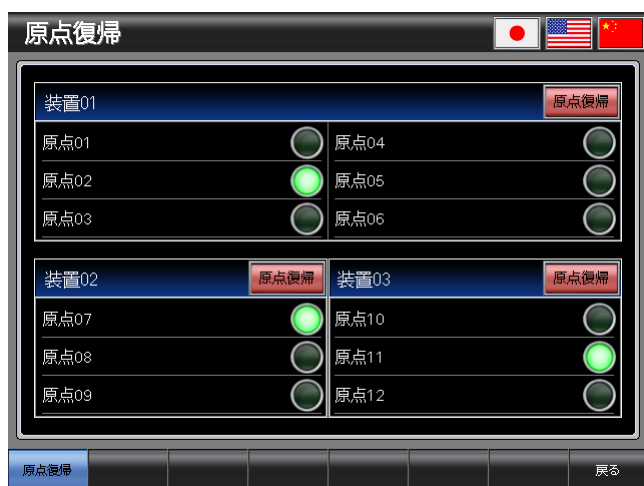 原点復帰
装置01 原点復帰
原点01 原点04
原点02 原点05
原点03 原点06
装置02 原点復帰 装置03 原点復帰
原点07 原点10
原点08 原点11
原点09 原点12
原点復帰 戻る